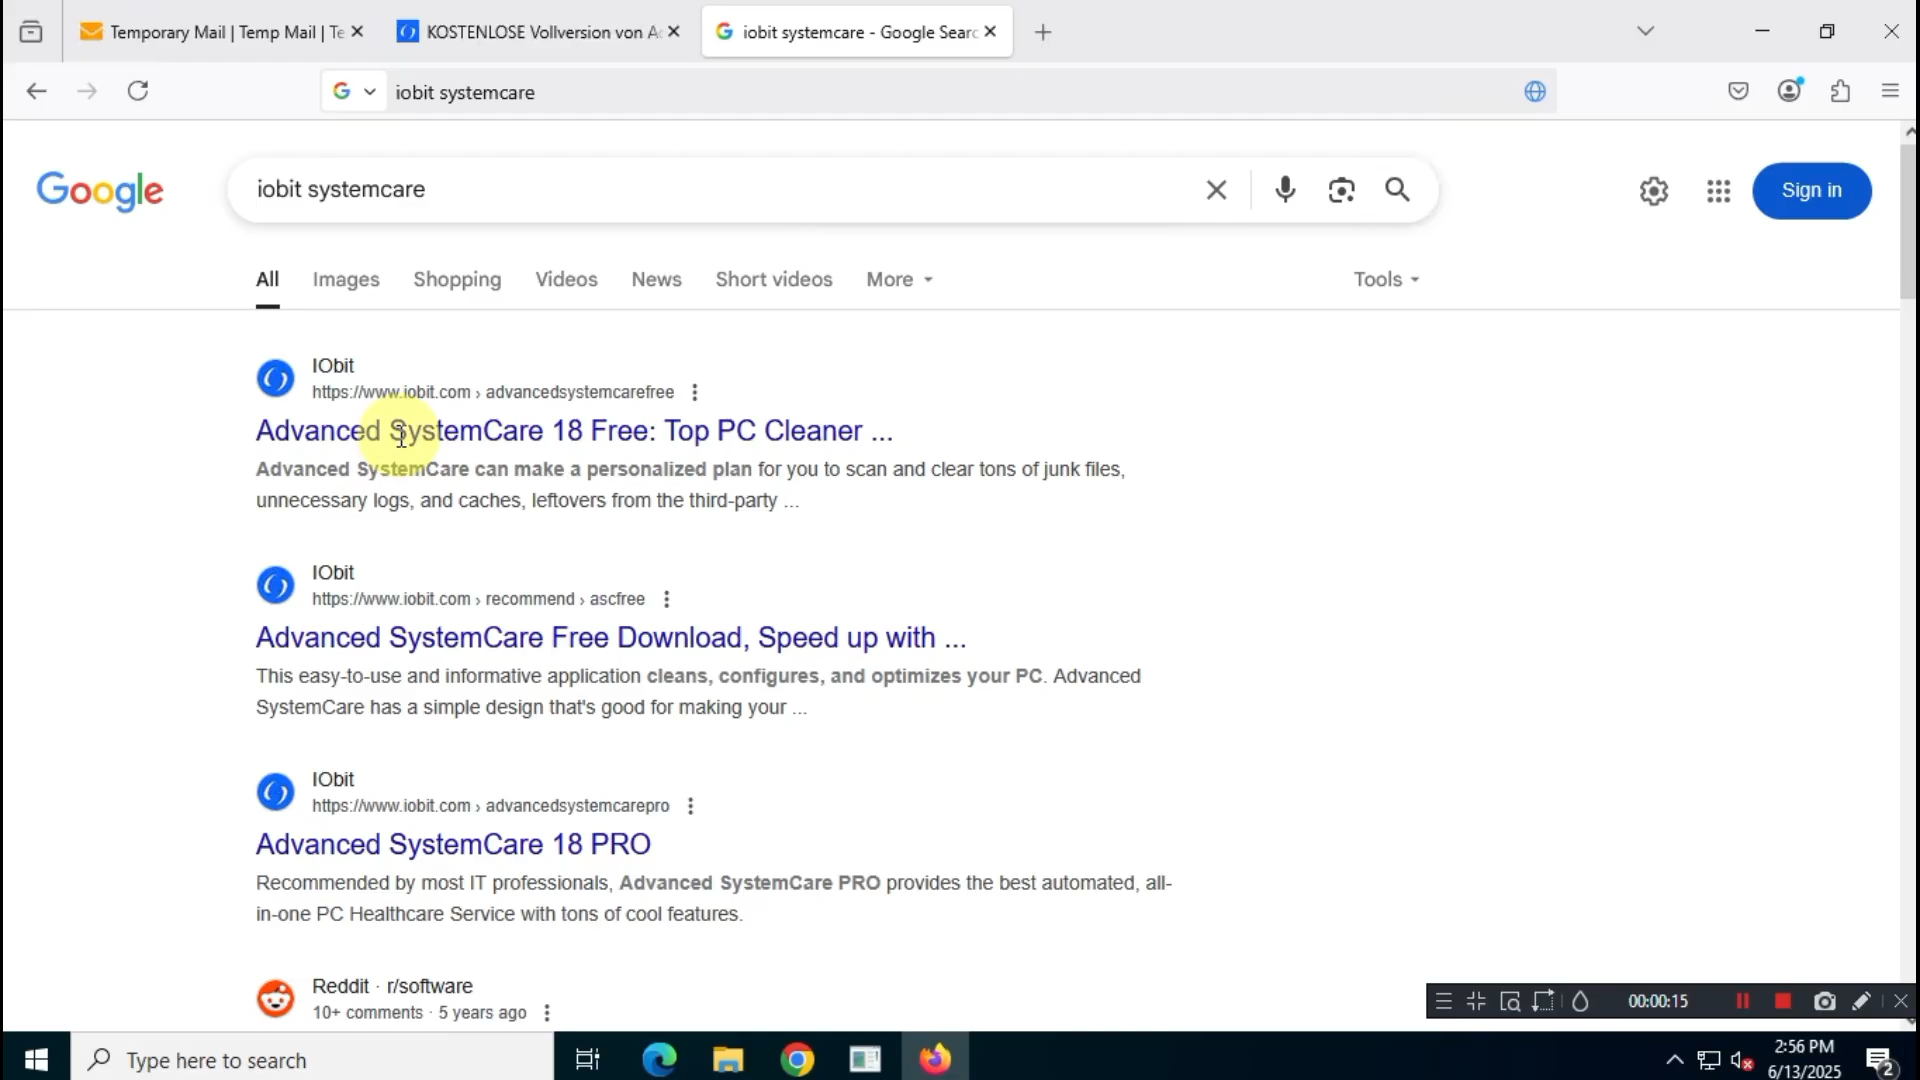 Temporary Mail | Temp Mail | Te
KOSTENLOSE Vollversion von Ad
iobit systemcare - Google Searc
iobit systemcare
Google
iobit systemcare
Sign in
All
Images
Shopping
Videos
News
Short videos
More
Tools
IObit
https://www.iobit.com › advancedsystemcarefree
Advanced SystemCare 18 Free: Top PC Cleaner ...
Advanced SystemCare can make a personalized plan for you to scan and clear tons of junk files,
unnecessary logs, and caches, leftovers from the third-party ...
IObit
https://www.iobit.com › recommend › ascfree
Advanced SystemCare Free Download, Speed up with ...
This easy-to-use and informative application cleans, configures, and optimizes your PC. Advanced
SystemCare has a simple design that's good for making your ...
IObit
https://www.iobit.com › advancedsystemcarepro
Advanced SystemCare 18 PRO
Recommended by most IT professionals, Advanced SystemCare PRO provides the best automated, all-
in-one PC Healthcare Service with tons of cool features.
Reddit · r/software
10+ comments · 5 years ago
00:00:15
Type here to search
2:56 PM
6/13/2025
2